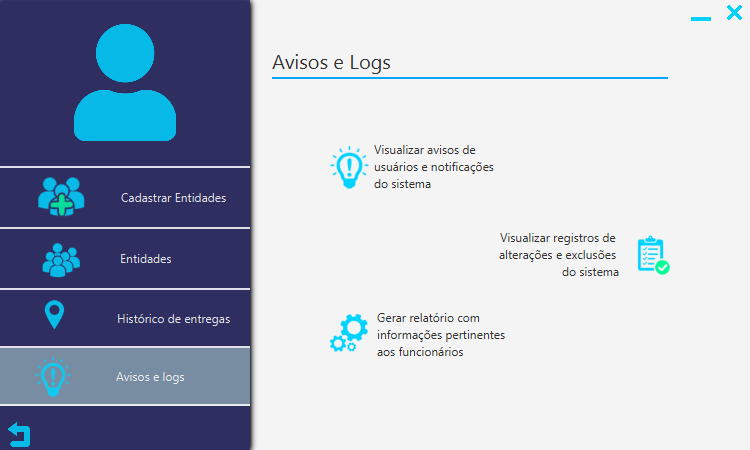 Cadastrar Entidades
Entidades
Histórico de entregas
Avisos e logs
Avisos e Logs
Visualizar avisos de
usuários e notificações
do sistema
Visualizar registros de
alterações e exclusões
do sistema
Gerar relatório com
informações pertinentes
aos funcionários